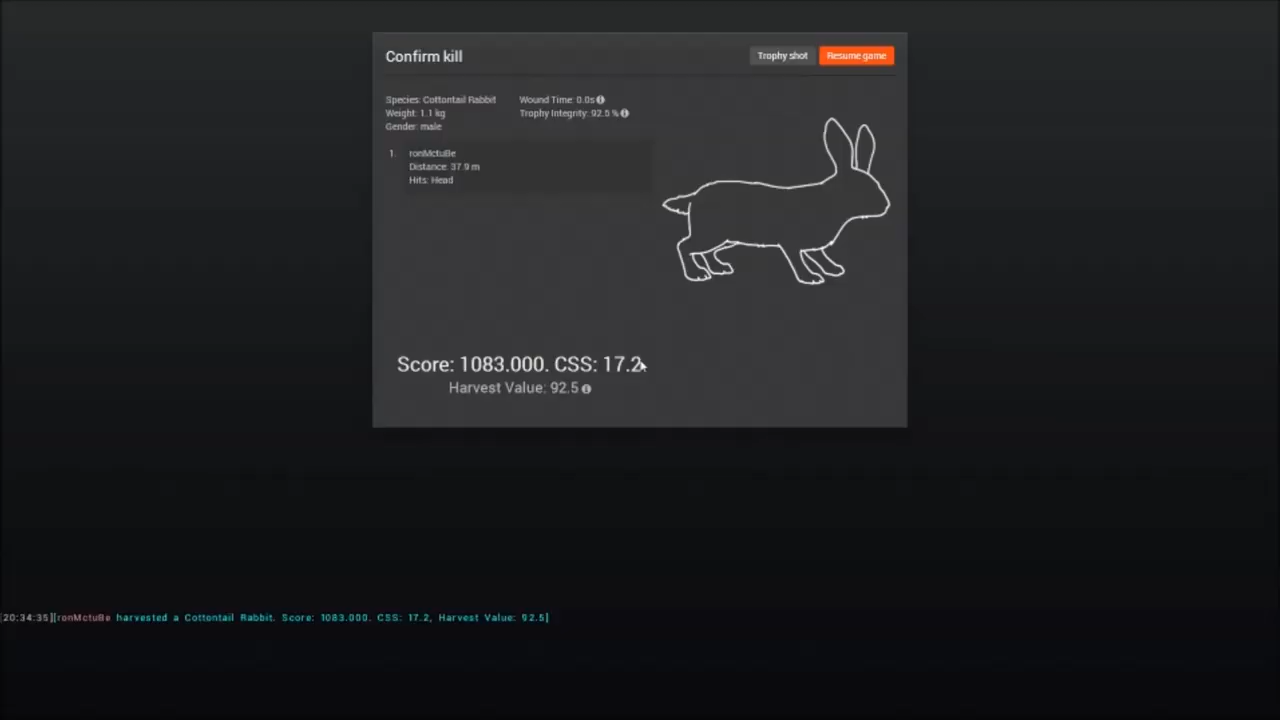 Confirm kill
Trophy shot
Resume game
Species: Cottontail Rabbit
Weight: 1.1 kg
Gender: male
Wound Time: 0.0s
Trophy Integrity: 92.5 %
1. ronMctuBe
Distance: 37.9 m
Hits: Head
Score: 1083.000. CSS: 17.2
Harvest Value: 92.5
[20:34:35][ronMctuBe harvested a Cottontail Rabbit. Score: 1083.000. CSS: 17.2, Harvest Value: 92.5]